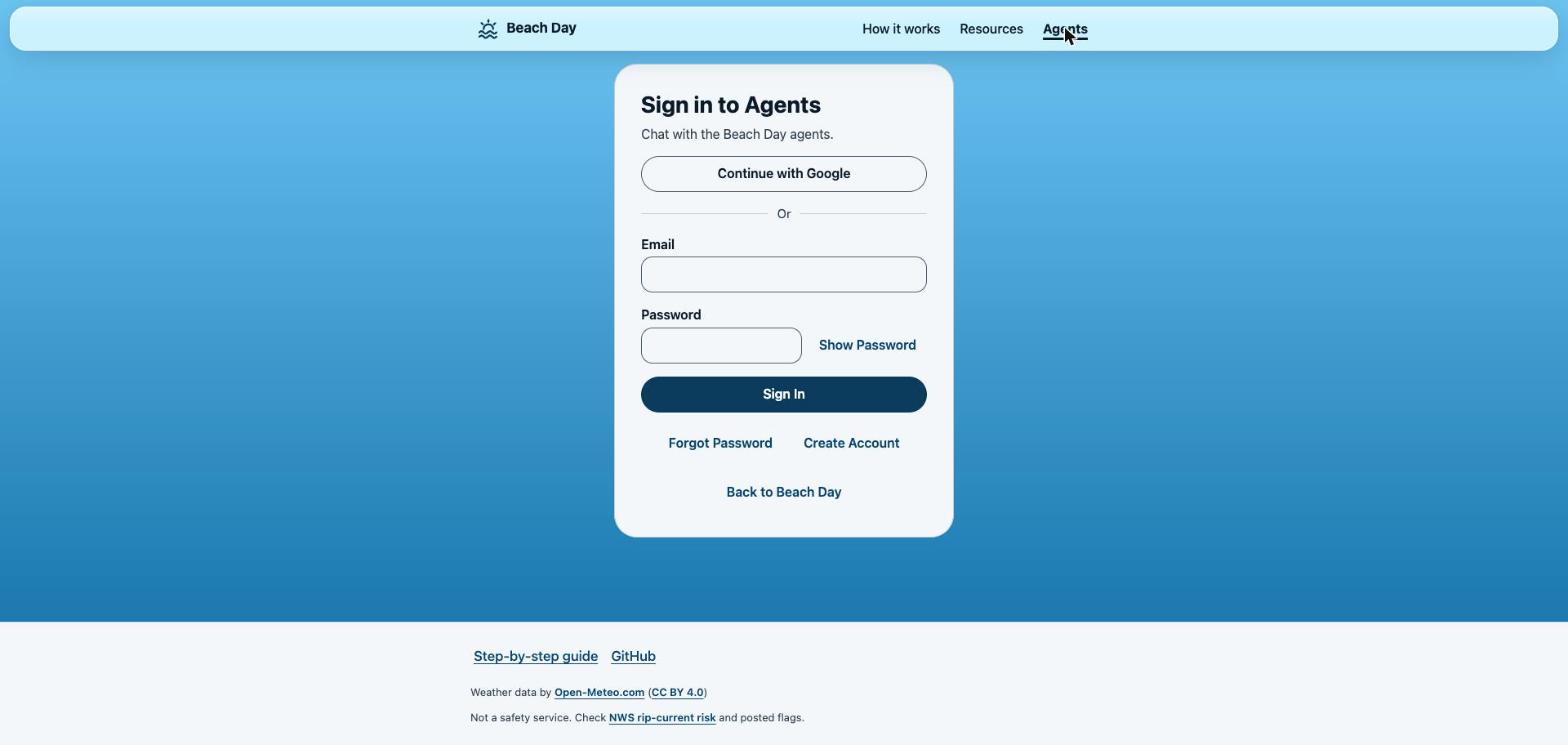 Beach Day
How it works Resources Agents
Sign in to Agents
Chat with the Beach Day agents.
Continue with Google
Or
Email
Password
Show Password
Sign In
Forgot Password Create Account
Back to Beach Day
Step-by-step guide GitHub
Weather data by Open-Meteo.com (CC BY 4.0)
Not a safety service. Check NWS rip-current risk and posted flags.